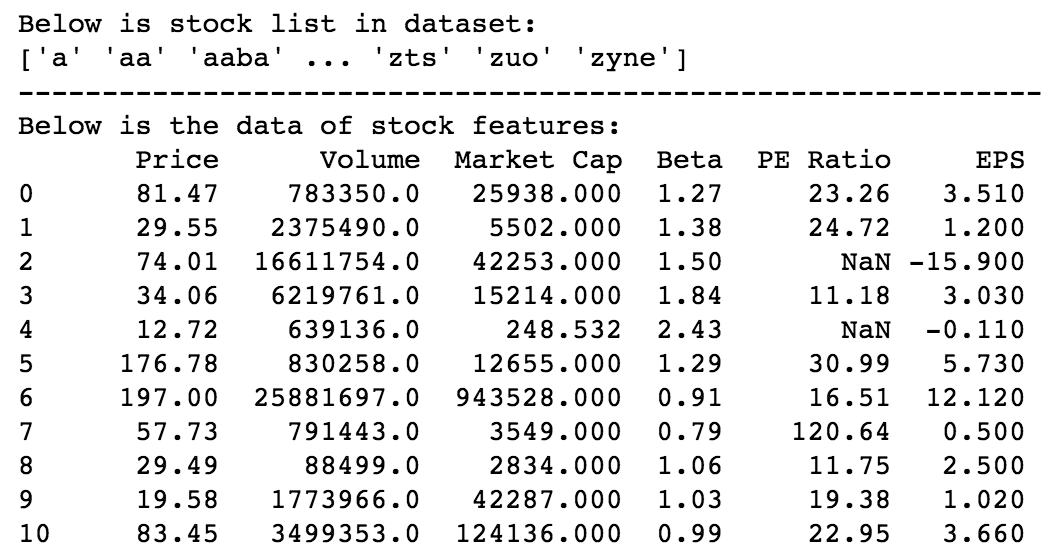 Below is stock list in dataset:
['a' 'aa' 'aaba' ... 'zts' 'zuo' 'zyne']
-------------------------------------------------------------
Below is the data of stock features:
Price Volume Market Cap Beta PE Ratio EPS
0 81.47 783350.0 25938.000 1.27 23.26 3.510
1 29.55 2375490.0 5502.000 1.38 24.72 1.200
2 74.01 16611754.0 42253.000 1.50 NaN -15.900
3 34.06 6219761.0 15214.000 1.84 11.18 3.030
4 12.72 639136.0 248.532 2.43 NaN -0.110
5 176.78 830258.0 12655.000 1.29 30.99 5.730
6 197.00 25881697.0 943528.000 0.91 16.51 12.120
7 57.73 791443.0 3549.000 0.79 120.64 0.500
8 29.49 88499.0 2834.000 1.06 11.75 2.500
9 19.58 1773966.0 42287.000 1.03 19.38 1.020
10 83.45 3499353.0 124136.000 0.99 22.95 3.660